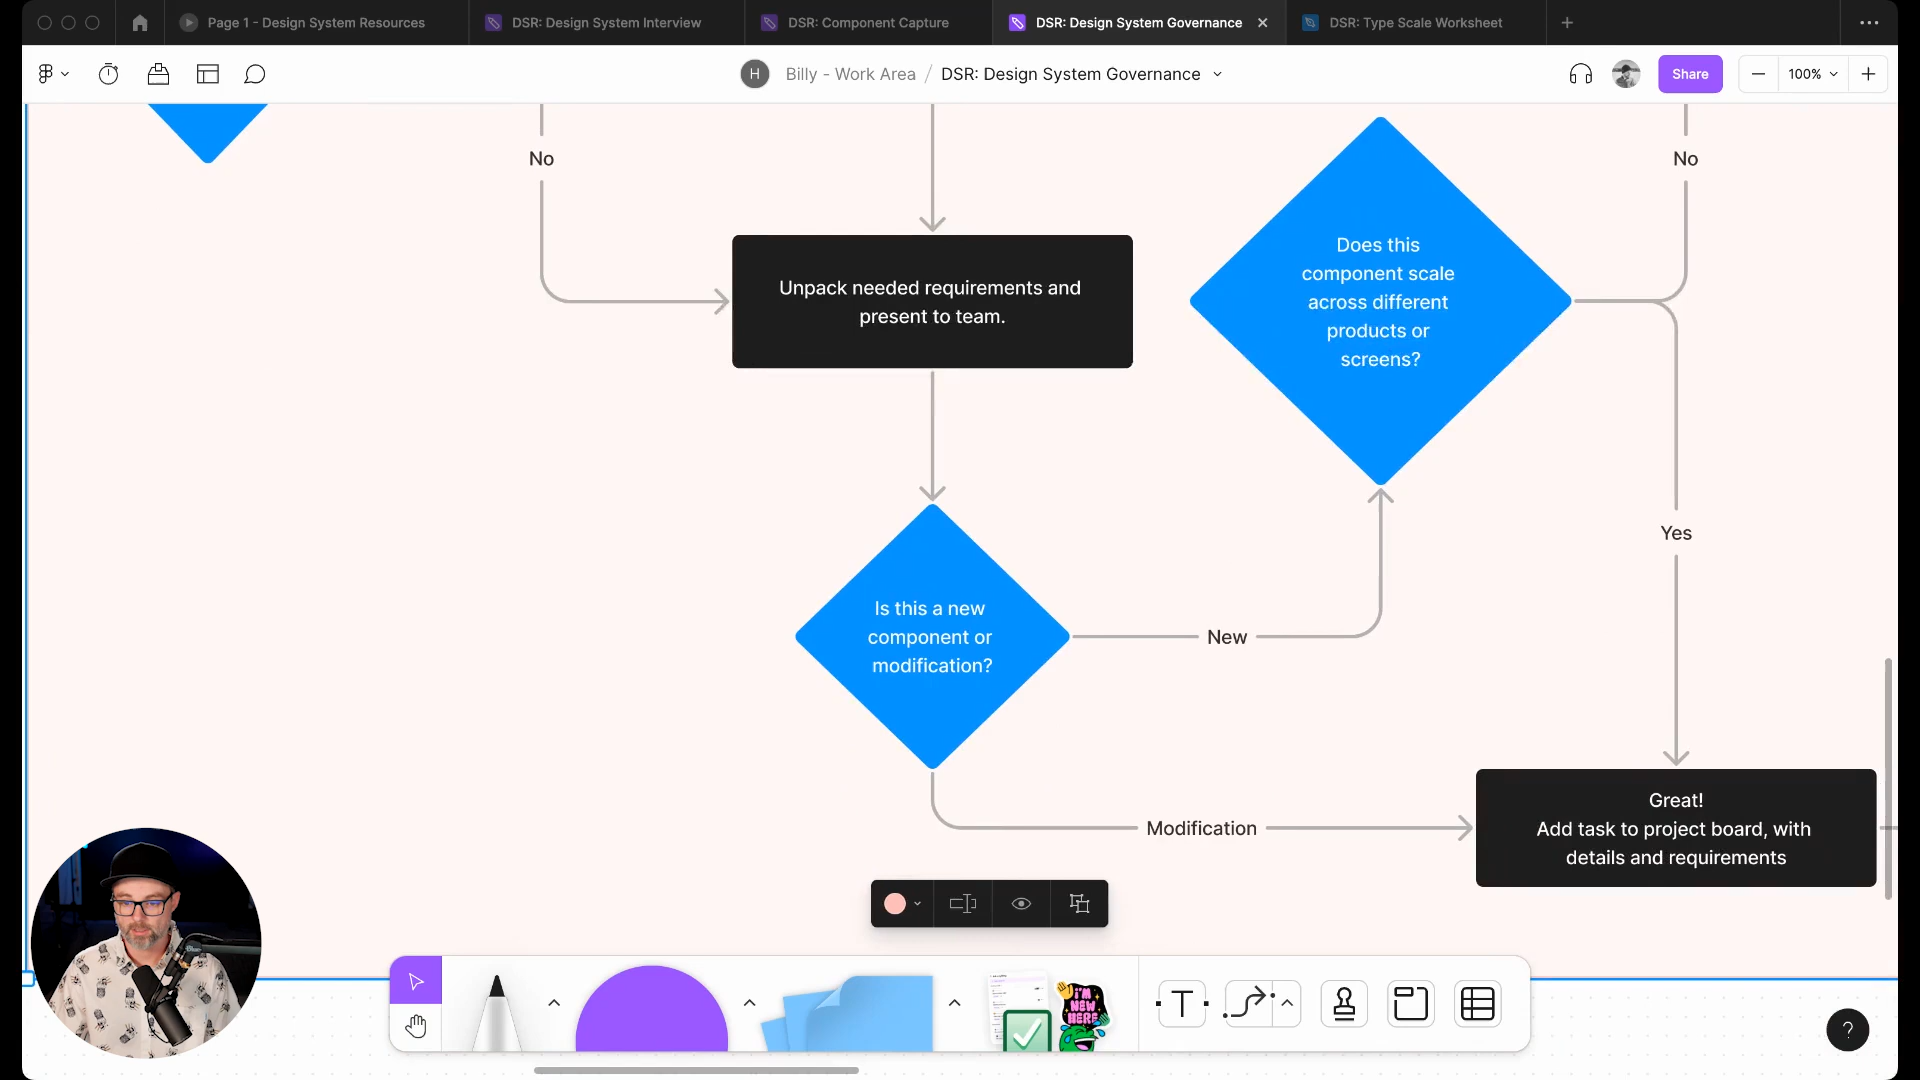 Page 1 - Design System Resources
DSR: Design System Interview
DSR: Component Capture
DSR: Design System Governance
DSR: Type Scale Worksheet
H
Billy - Work Area / DSR: Design System Governance
Share
100%
No
No
Does this
component scale
across different
products or
screens?
Unpack needed requirements and
present to team.
Yes
Is this a new
component or
modification?
New
Modification
Great!
Add task to project board, with
details and requirements
I'M
NEW
HERE
T
?